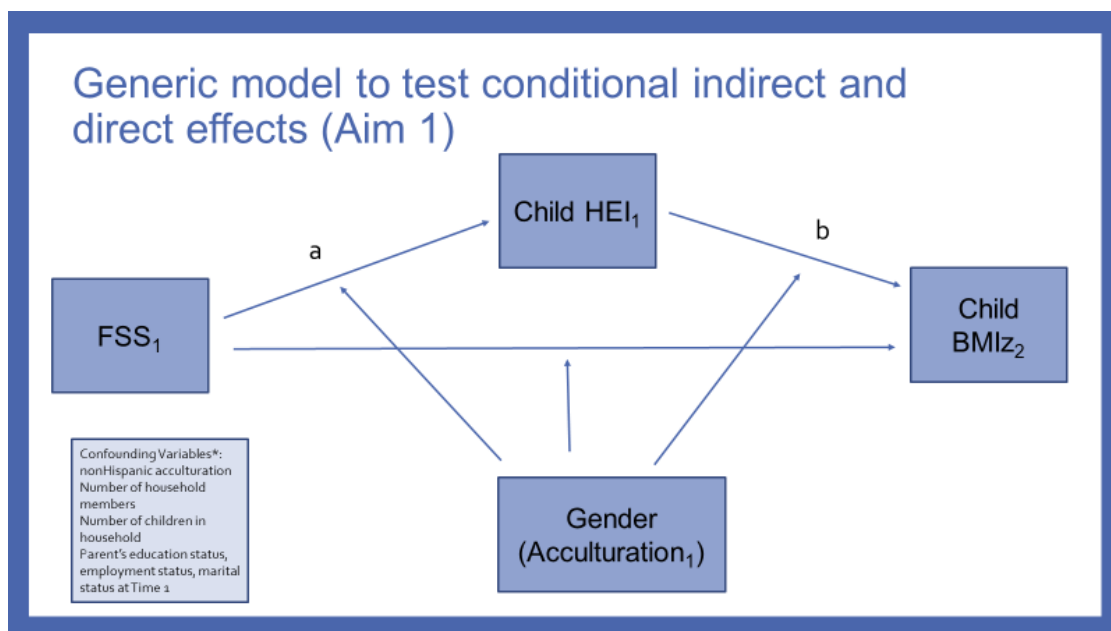 Generic model to test conditional indirect and
direct effects (Aim 1)
Child HEI₁
a
b
FSS₁
Child
BMIz₂
Confounding Variables*:
nonHispanic acculturation
Number of household
members
Number of children in
household
Parent's education status,
employment status, marital
status at Time 1
Gender
(Acculturation₁)